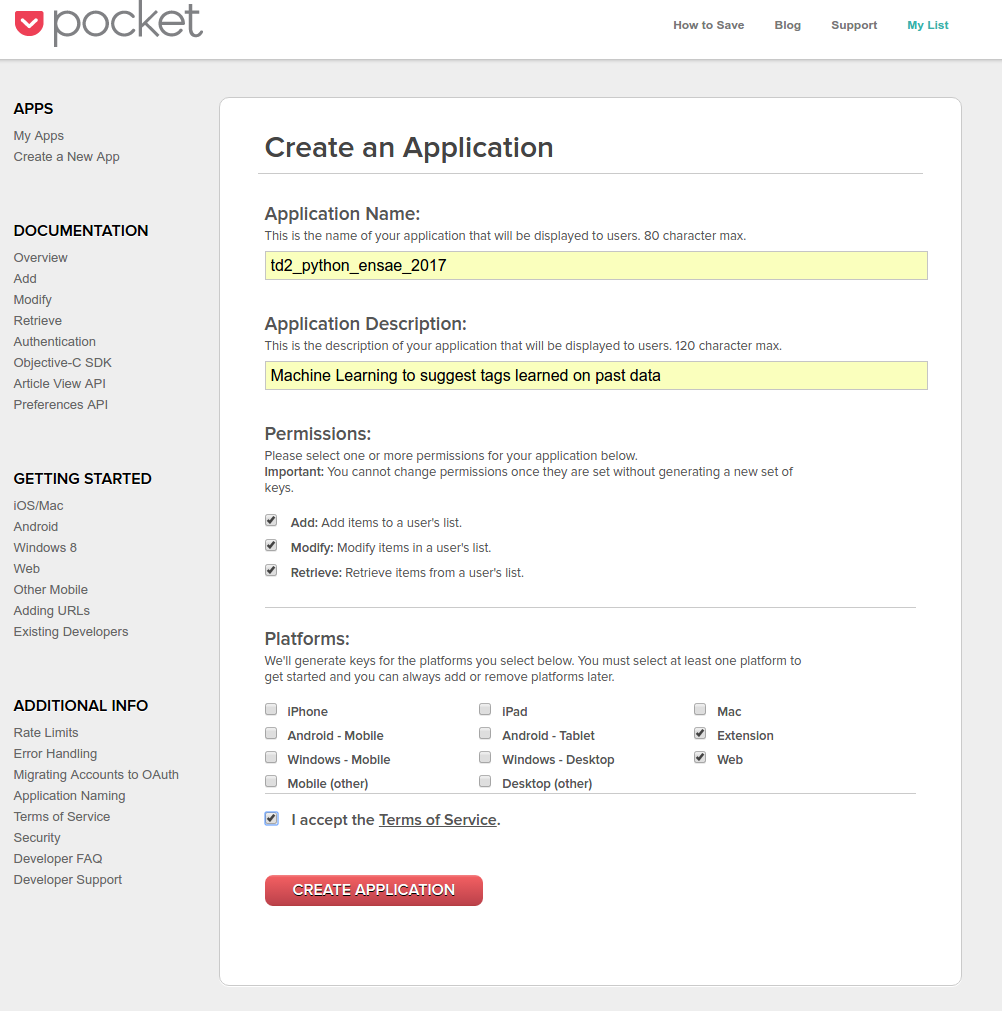 pocket
How to Save Blog Support My List
APPS
My Apps
Create a New App
DOCUMENTATION
Overview
Add
Modify
Retrieve
Authentication
Objective-C SDK
Article View API
Preferences API
GETTING STARTED
iOS/Mac
Android
Windows 8
Web
Other Mobile
Adding URLs
Existing Developers
ADDITIONAL INFO
Rate Limits
Error Handling
Migrating Accounts to OAuth
Application Naming
Terms of Service
Security
Developer FAQ
Developer Support
Create an Application
Application Name:
This is the name of your application that will be displayed to users. 80 character max.
td2_python_ensae_2017
Application Description:
This is the description of your application that will be displayed to users. 120 character max.
Machine Learning to suggest tags learned on past data
Permissions:
Please select one or more permissions for your application below.
Important: You cannot change permissions once they are set without generating a new set of
keys.
Add: Add items to a user's list.
Modify: Modify items in a user's list.
Retrieve: Retrieve items from a user's list.
Platforms:
We'll generate keys for the platforms you select below. You must select at least one platform to
get started and you can always add or remove platforms later.
iPhone iPad Mac
Android - Mobile Android - Tablet Extension
Windows - Mobile Windows - Desktop Web
Mobile (other) Desktop (other)
I accept the Terms of Service.
CREATE APPLICATION